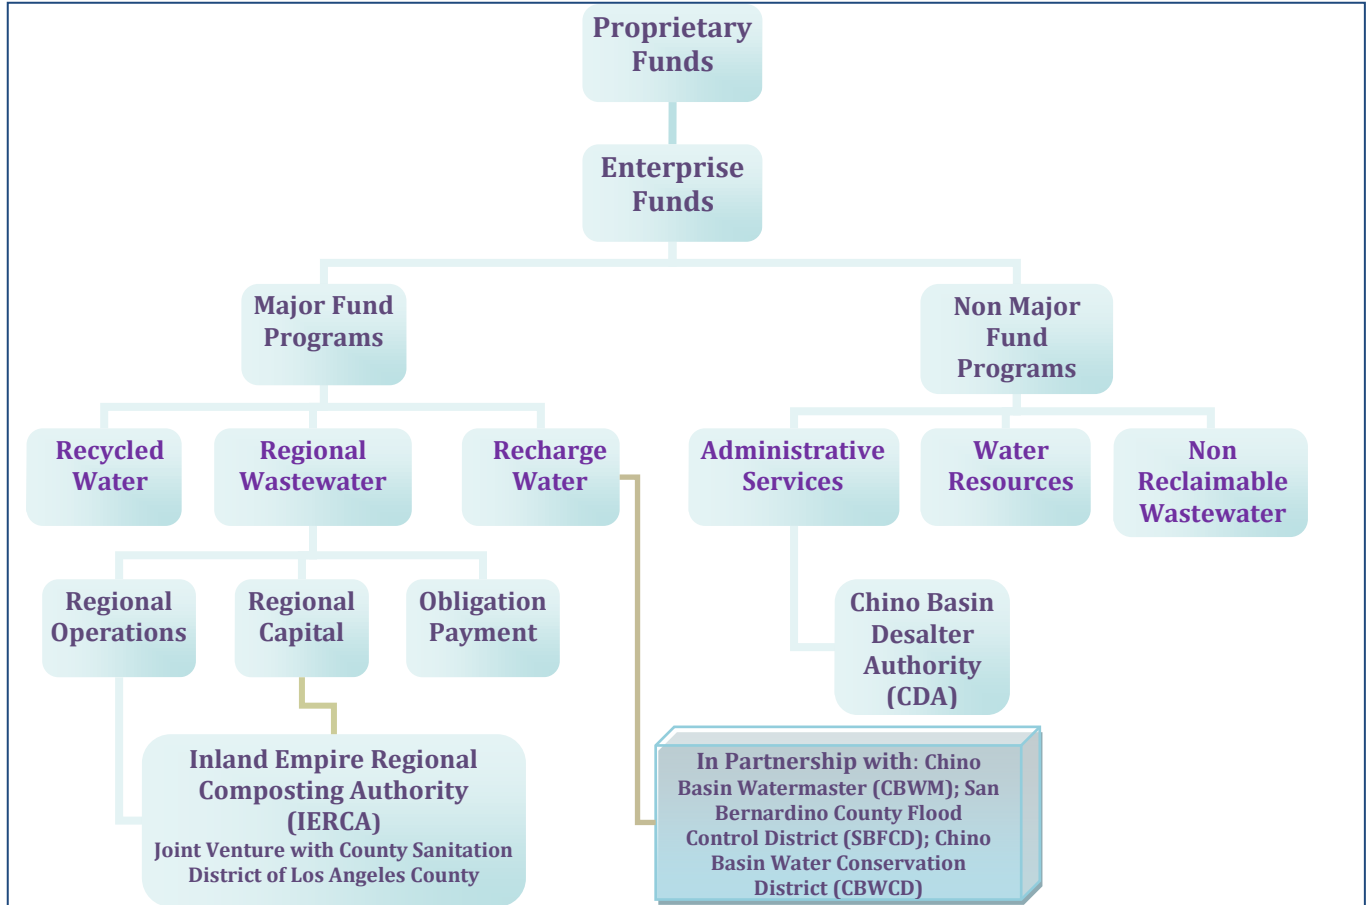 Proprietary
Funds
Enterprise
Funds
Major Fund
Programs
Non Major
Fund
Programs
Recycled
Water
Regional
Wastewater
Recharge
Water
Administrative
Services
Water
Resources
Non
Reclaimable
Wastewater
Regional
Operations
Regional
Capital
Obligation
Payment
Chino Basin
Desalter
Authority
(CDA)
Inland Empire Regional
Composting Authority
(IERCA)
Joint Venture with County Sanitation
District of Los Angeles County
In Partnership with: Chino
Basin Watermaster (CBWM); San
Bernardino County Flood
Control District (SBFCD); Chino
Basin Water Conservation
District (CBWCD)